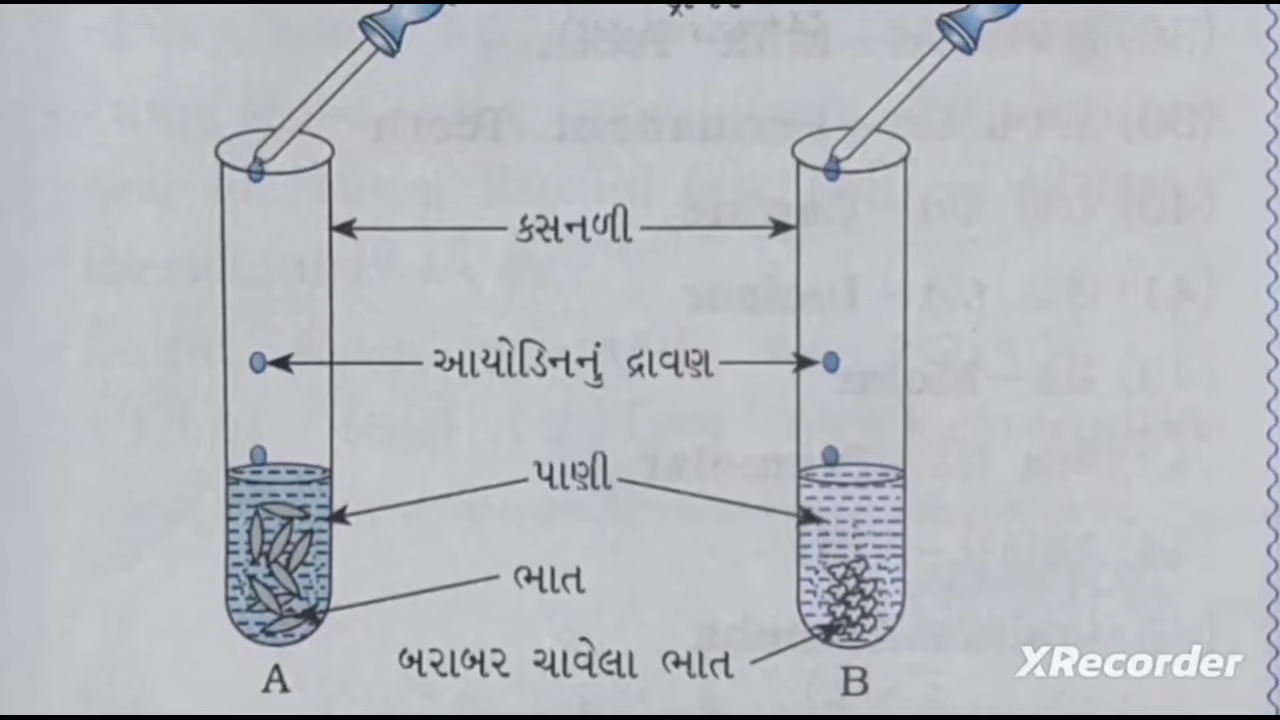 કસનળી
આયોડિનનું દ્રાવણ
પાણી
ભાત
બરાબર ચાવેલા ભાત
A
B
XRecorder